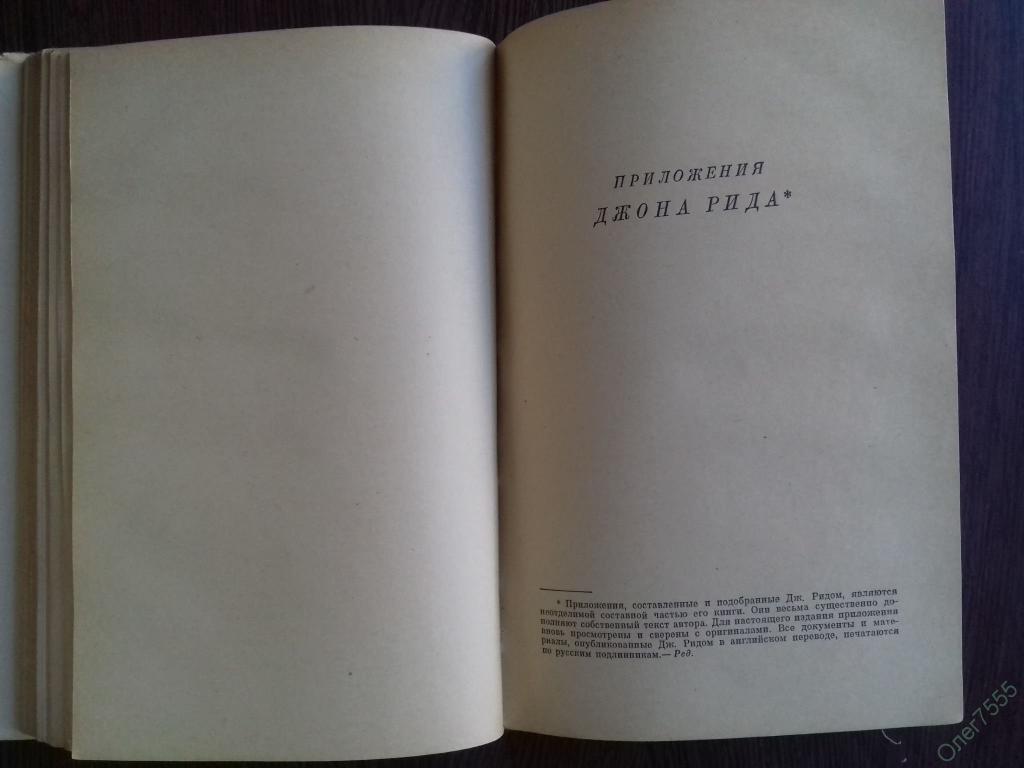 ПРИЛОЖЕНИЯ
ДЖОНА РИДА*
* Приложения, составленные и подобранные Дж. Ридом, являются
неотделимой составной частью его книги. Они весьма существенно до-
полняют собственный текст автора. Для настоящего издания приложения
вновь просмотрены и сверены с оригиналами. Все документы и мате-
риалы, опубликованные Дж. Ридом в английском переводе, печатаются
по русским подлинникам.— Ред.
Олег7555